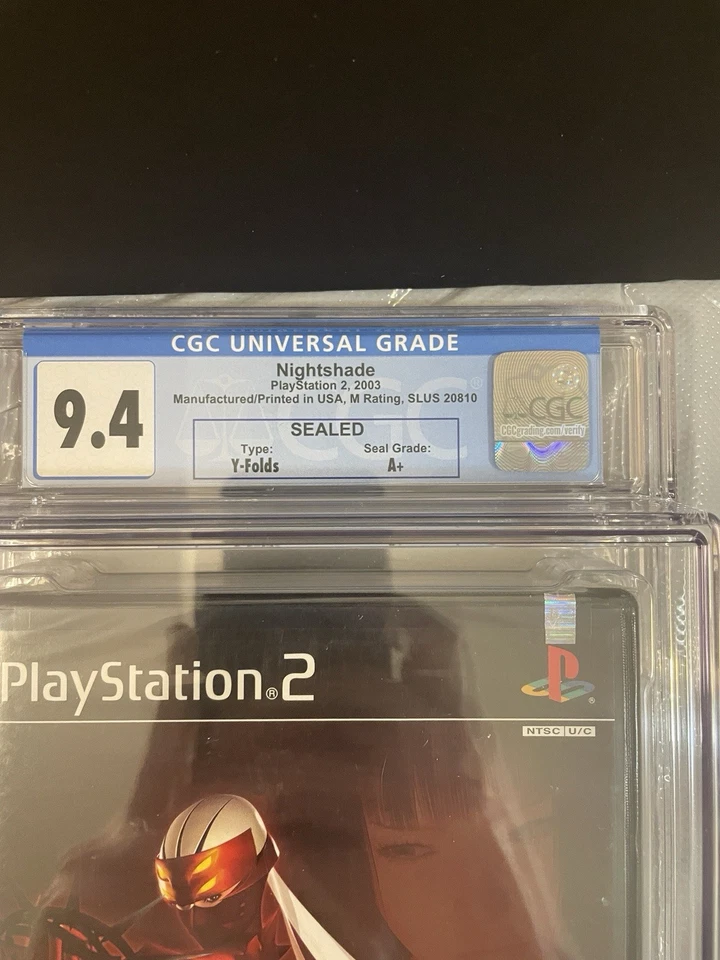 CGC UNIVERSAL GRADE
9.4
Nightshade
PlayStation 2, 2003
Manufactured/Printed in USA, M Rating, SLUS 20810
SEALED
Type: Seal Grade:
Y-Folds A+
CGC
CGCgrading.com/verify
CGC®
PlayStation®2
®
NTSC U/C